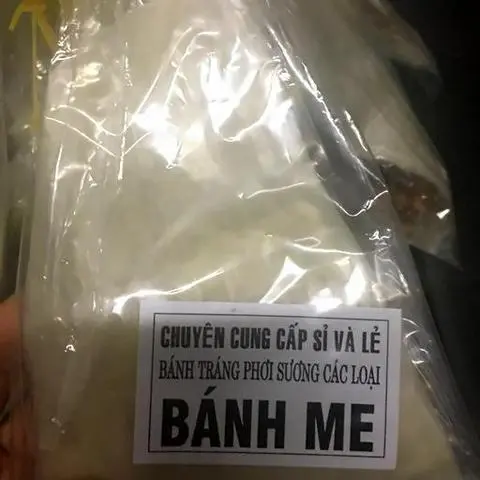 CHUYÊN CUNG CẤP SỈ VÀ LẺ
BÁNH TRÁNG PHƠI SƯƠNG CÁC LOẠI
BÁNH ME